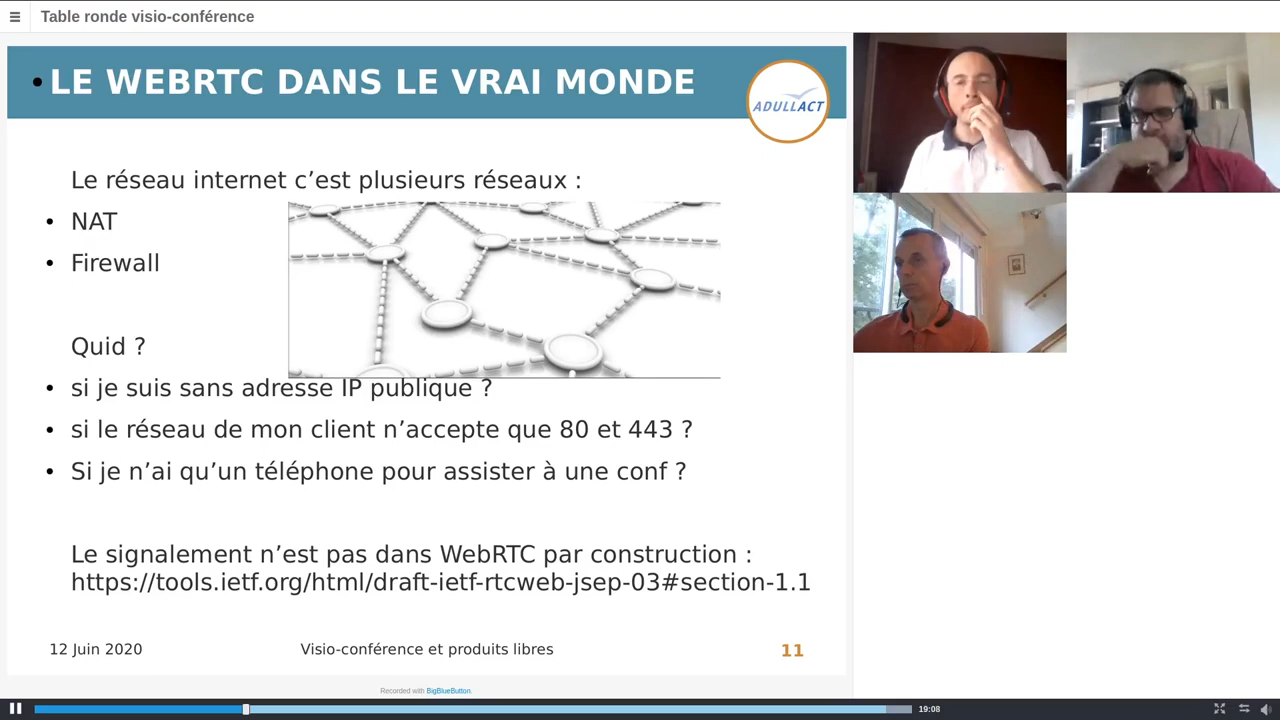 Table ronde visio-conférence
• LE WEBRTC DANS LE VRAI MONDE
ADULLACT
Le réseau internet c’est plusieurs réseaux :
• NAT
• Firewall
Quid ?
• si je suis sans adresse IP publique ?
• si le réseau de mon client n’accepte que 80 et 443 ?
• Si je n’ai qu’un téléphone pour assister à une conf ?
Le signalement n’est pas dans WebRTC par construction :
https://tools.ietf.org/html/draft-ietf-rtcweb-jsep-03#section-1.1
12 Juin 2020 Visio-conférence et produits libres 11
Recorded with BigBlueButton.
19:08